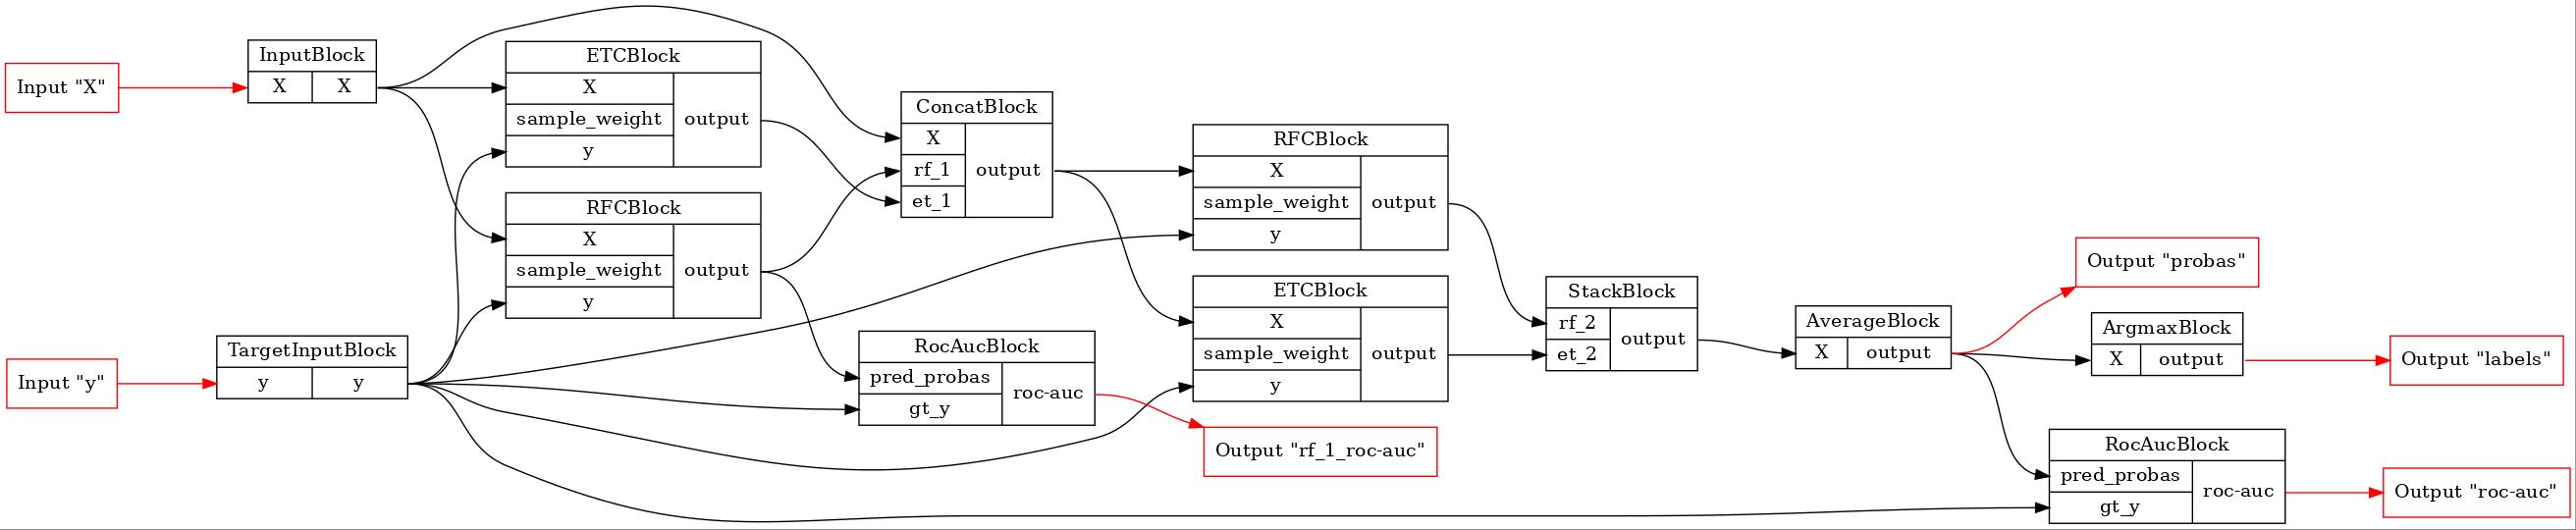 Input "X"
InputBlock
X X
ETCBlock
X
sample_weight
y
output
RFCBlock
X
sample_weight
y
output
Input "y"
TargetInputBlock
y y
ConcatBlock
X
rf_1
et_1
output
RocAucBlock
pred_probas
gt_y
roc-auc
Output "rf_1_roc-auc"
RFCBlock
X
sample_weight
y
output
ETCBlock
X
sample_weight
y
output
StackBlock
rf_2
et_2
output
AverageBlock
X output
Output "probas"
ArgmaxBlock
X output
Output "labels"
RocAucBlock
pred_probas
gt_y
roc-auc
Output "roc-auc"